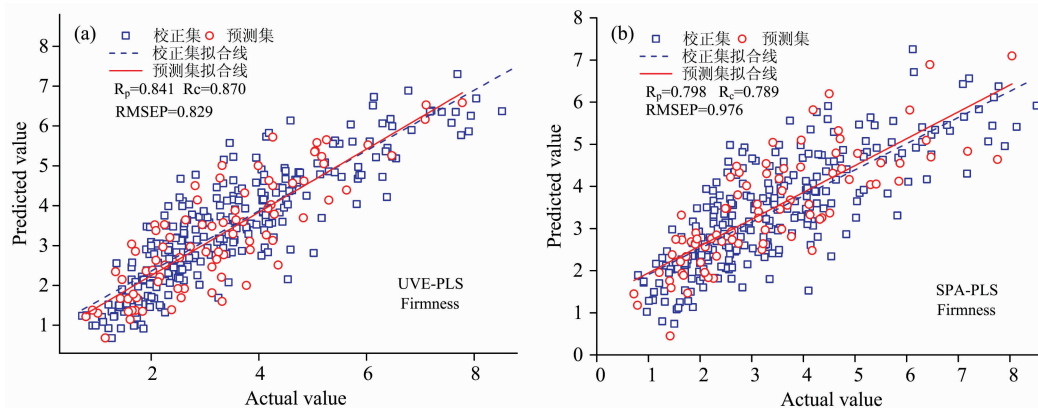 (a)
校正集 预测集
校正集拟合线
预测集拟合线
Rp=0.841 Rc=0.870
RMSEP=0.829
UVE-PLS
Firmness
Predicted value
8
7
6
5
4
3
2
1
2 4 6 8
Actual value
(b)
校正集 预测集
校正集拟合线
预测集拟合线
Rp=0.798 Rc=0.789
RMSEP=0.976
SPA-PLS
Firmness
Predicted value
8
7
6
5
4
3
2
1
0
0 1 2 3 4 5 6 7 8
Actual value